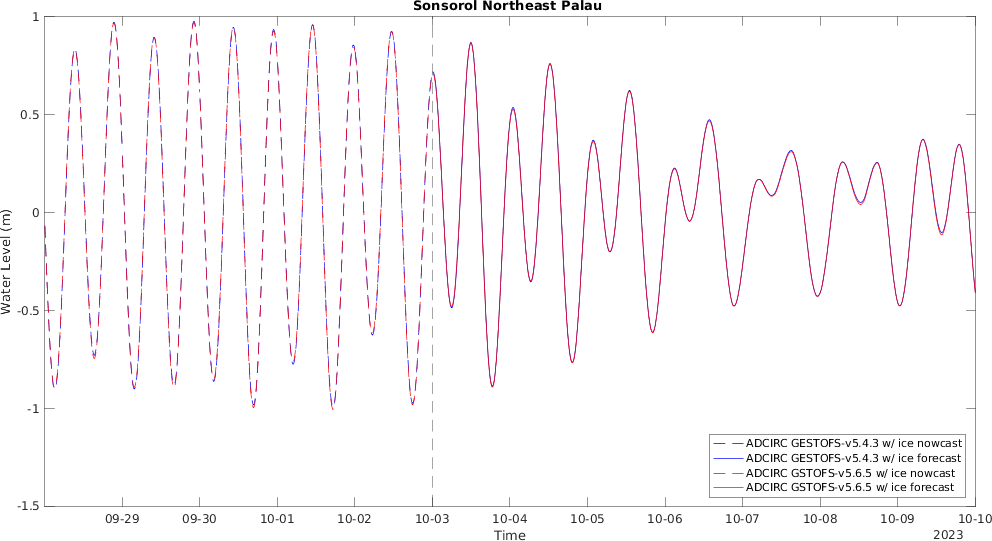 Sonsorol Northeast Palau
1
0.5
0
-0.5
-1
-1.5
Water Level (m)
ADCIRC GESTOFS-v5.4.3 w/ ice nowcast
ADCIRC GESTOFS-v5.4.3 w/ ice forecast
ADCIRC GSTOFS-v5.6.5 w/ ice nowcast
ADCIRC GSTOFS-v5.6.5 w/ ice forecast
09-29 09-30 10-01 10-02 10-03 10-04 10-05 10-06 10-07 10-08 10-09 10-10
Time
2023